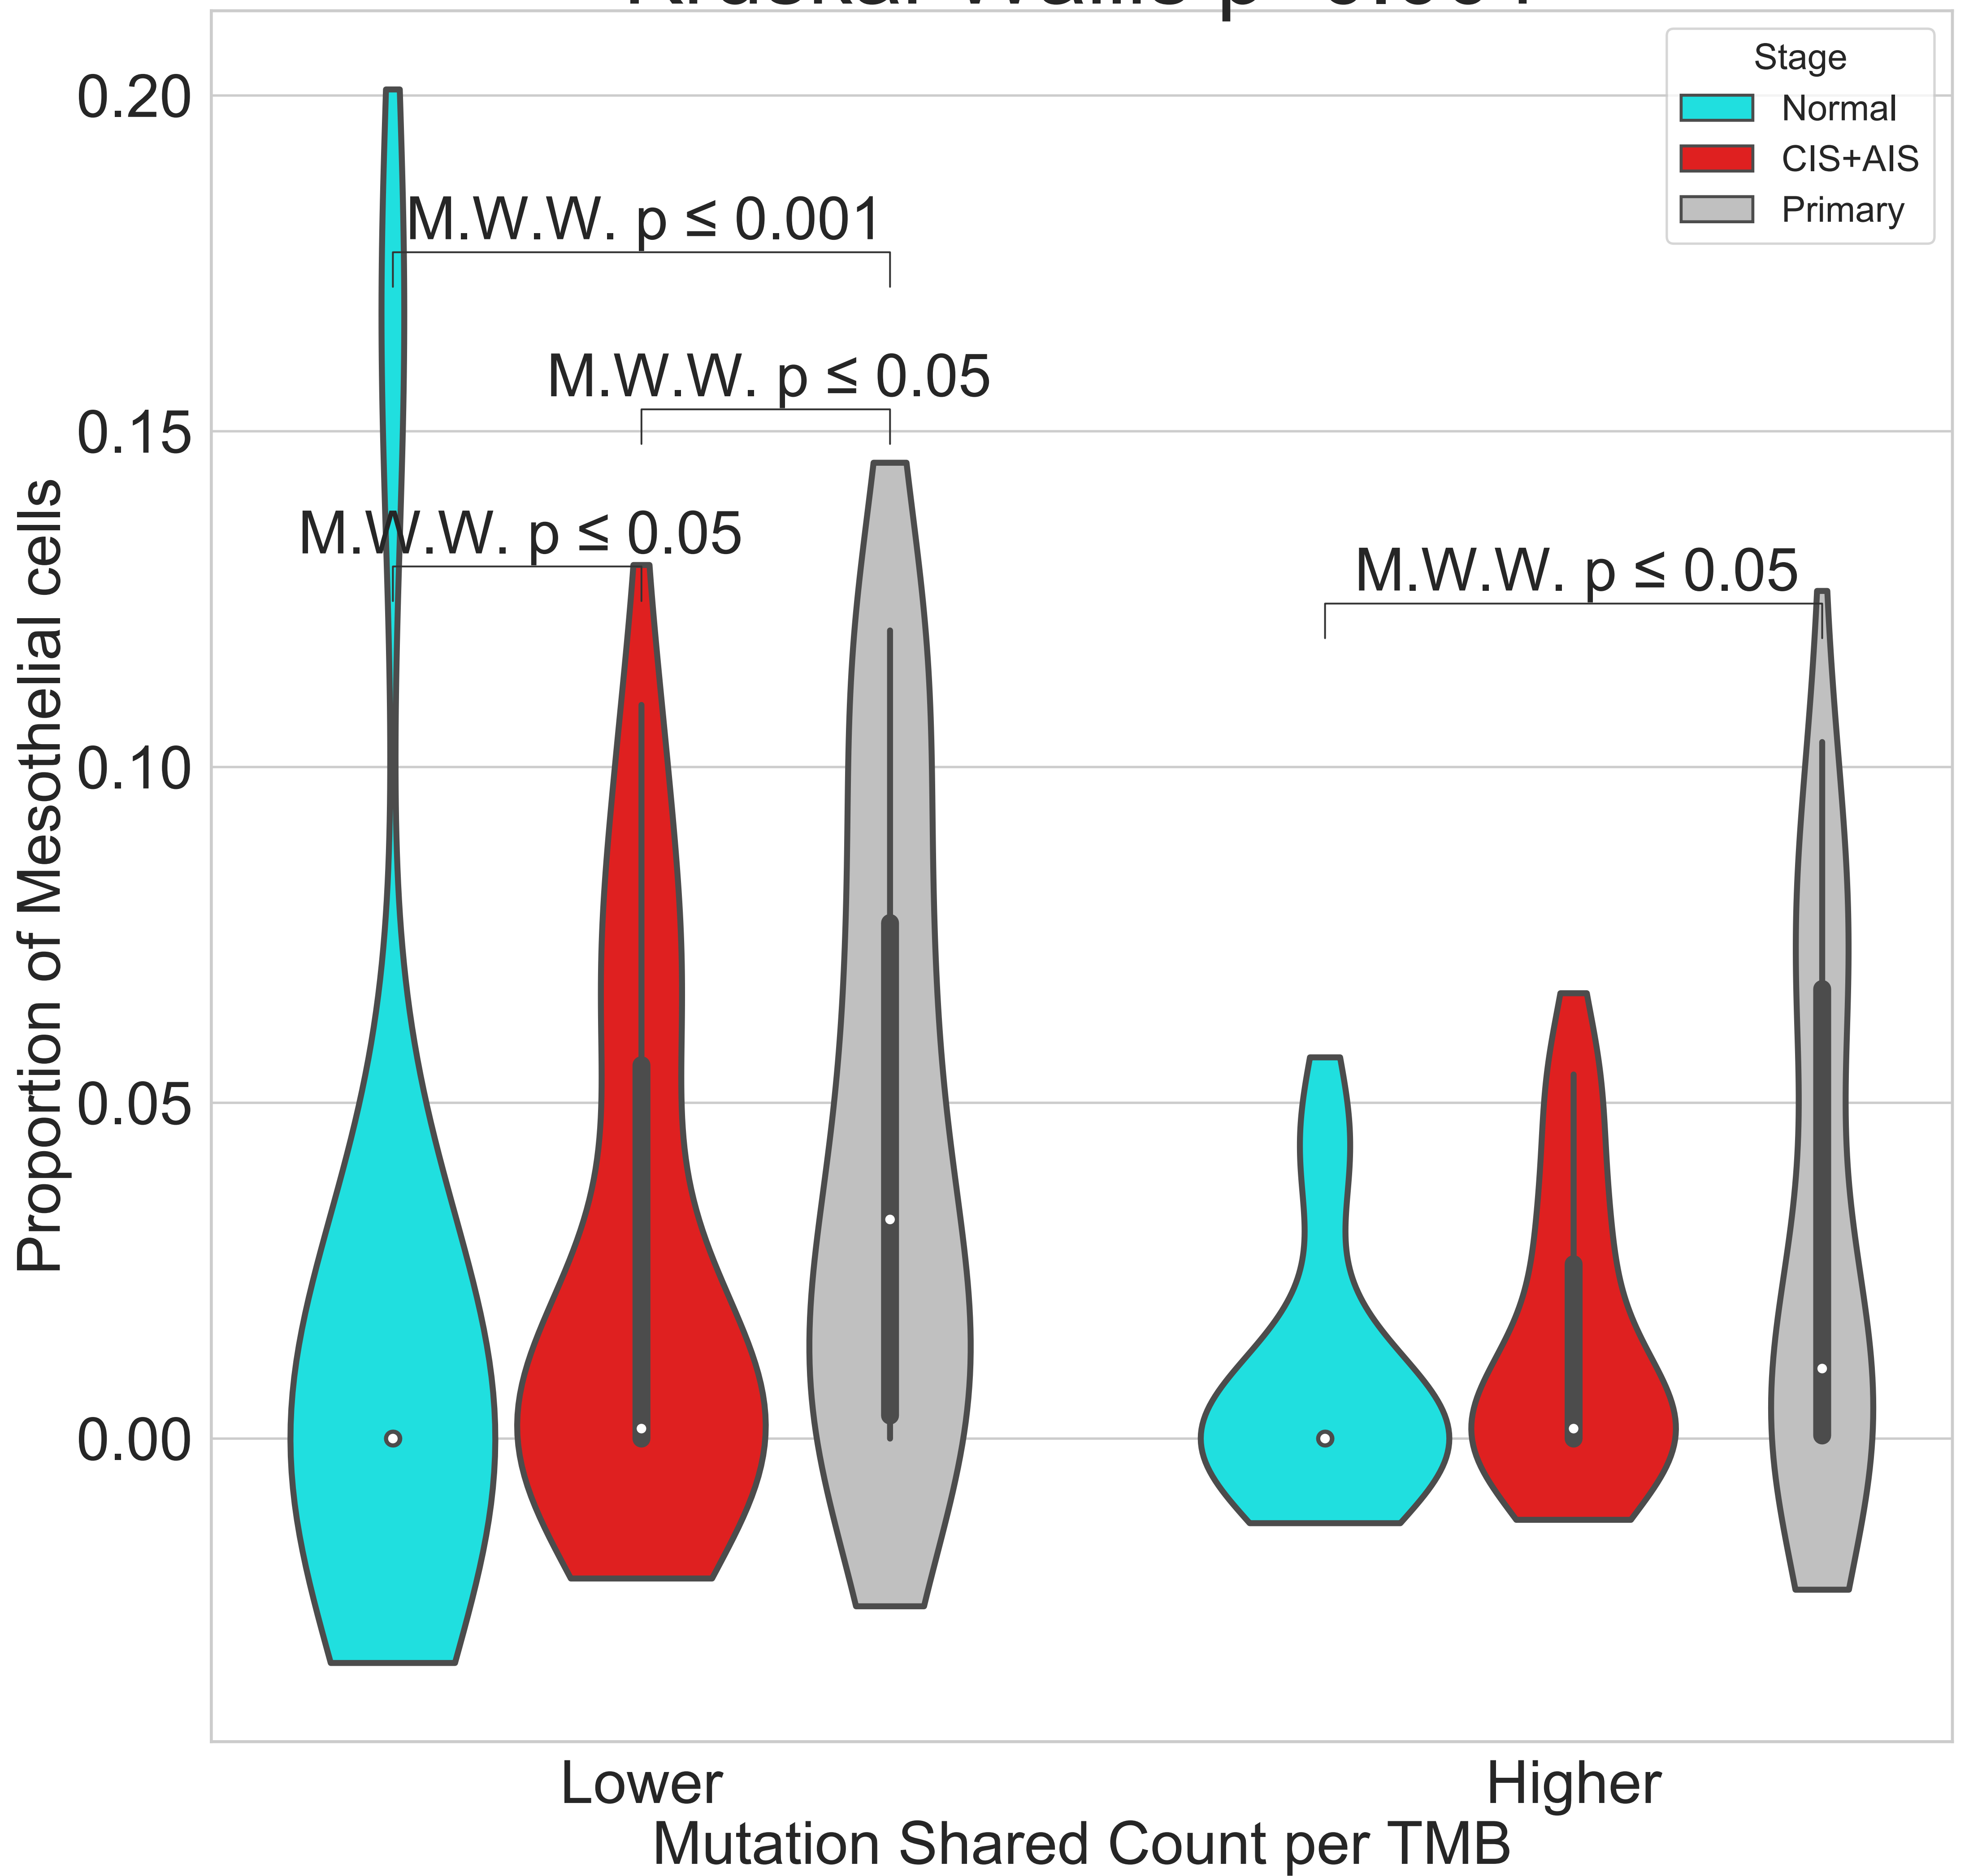 Stage
Normal
CIS+AIS
Primary
0.20
0.15
0.10
0.05
0.00
Proportion of Mesothelial cells
M.W.W. p ≤ 0.001
M.W.W. p ≤ 0.05
M.W.W. p ≤ 0.05
M.W.W. p ≤ 0.05
Lower
Higher
Mutation Shared Count per TMB